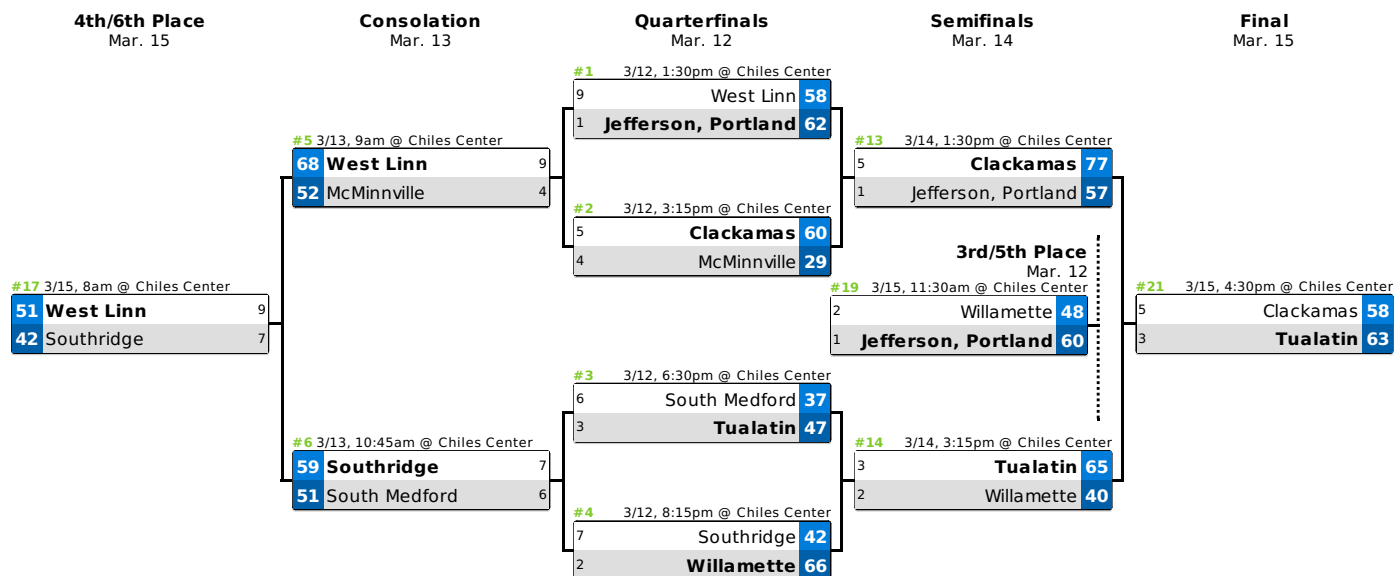 4th/6th Place
Mar. 15
Consolation
Mar. 13
Quarterfinals
Mar. 12
Semifinals
Mar. 14
Final
Mar. 15
#17 3/15, 8am @ Chiles Center
51 West Linn 9
42 Southridge 7
#5 3/13, 9am @ Chiles Center
68 West Linn 9
52 McMinnville 4
#6 3/13, 10:45am @ Chiles Center
59 Southridge 7
51 South Medford 6
#1 3/12, 1:30pm @ Chiles Center
9 West Linn 58
1 Jefferson, Portland 62
#2 3/12, 3:15pm @ Chiles Center
5 Clackamas 60
4 McMinnville 29
#3 3/12, 6:30pm @ Chiles Center
6 South Medford 37
3 Tualatin 47
#4 3/12, 8:15pm @ Chiles Center
7 Southridge 42
2 Willamette 66
#13 3/14, 1:30pm @ Chiles Center
5 Clackamas 77
1 Jefferson, Portland 57
3rd/5th Place
Mar. 12
#19 3/15, 11:30am @ Chiles Center
2 Willamette 48
1 Jefferson, Portland 60
#14 3/14, 3:15pm @ Chiles Center
3 Tualatin 65
2 Willamette 40
#21 3/15, 4:30pm @ Chiles Center
5 Clackamas 58
3 Tualatin 63